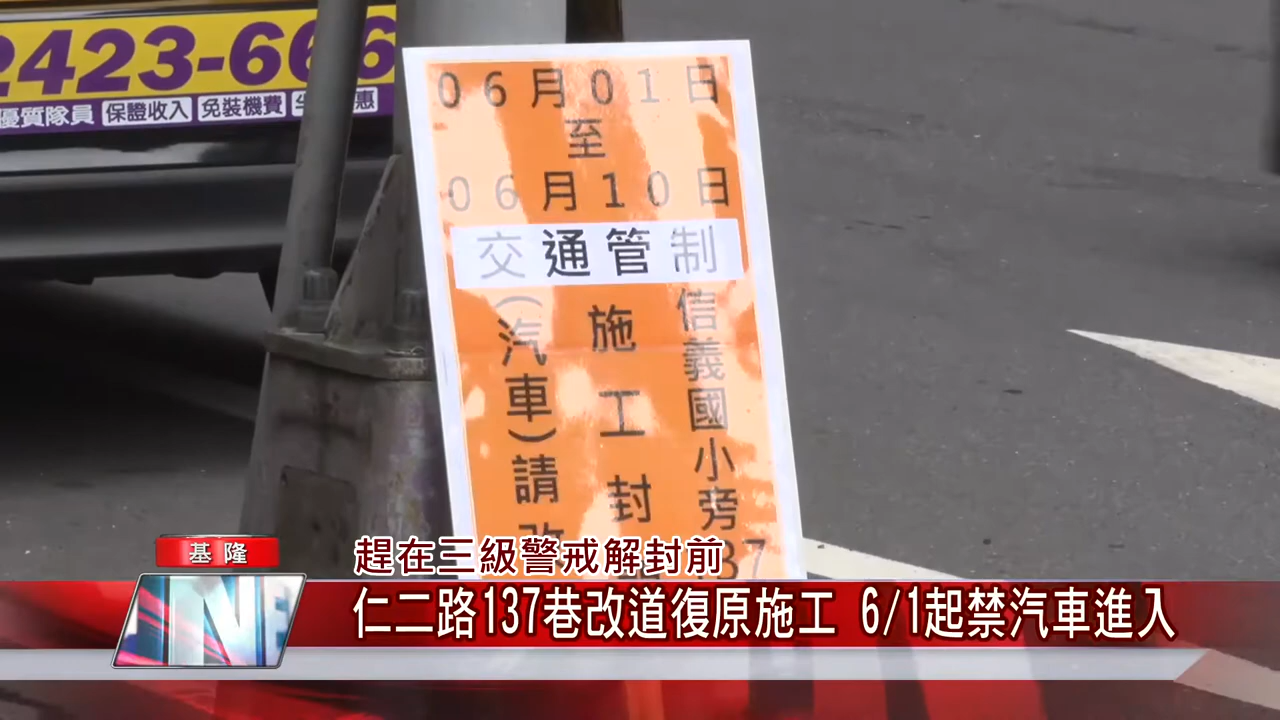 2423-666
優質隊員 保證收入 免裝機費
06月01日
至
06月10日
交通管制
信義國小旁
137
施工封
(汽車)請改
基隆
趕在三級警戒解封前
仁二路137巷改道復原施工 6/1起禁汽車進入